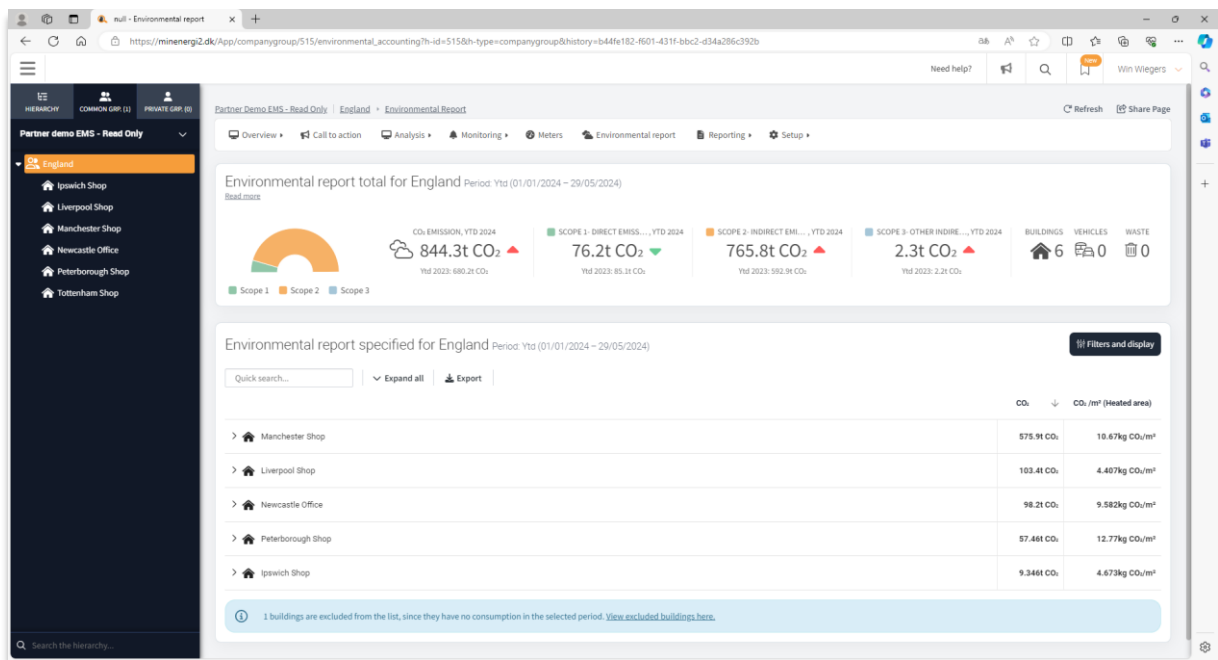 null - Environmental report
https://minenergi2.dk/App/companygroup/515/environmental_accounting?h-id=515&h-type=companygroup&history=b44fe182-f601-431f-bbc2-d34a286c392b
Need help?
New
Win Wiegers
HIERARCHY
COMMON GRP. (1)
PRIVATE GRP. (0)
Partner demo EMS - Read Only
England
Ipswich Shop
Liverpool Shop
Manchester Shop
Newcastle Office
Peterborough Shop
Tottenham Shop
Search the hierarchy...
Partner Demo EMS - Read Only | England • Environmental Report
Refresh Share Page
Overview Call to action Analysis Monitoring Meters Environmental report Reporting Setup
Environmental report total for England Period: Ytd (01/01/2024 – 29/05/2024)
Read more
CO₂ EMISSION, YTD 2024
844.3t CO₂
Ytd 2023: 680.2t CO₂
SCOPE 1- DIRECT EMISS... , YTD 2024
76.2t CO₂
Ytd 2023: 85.1t CO₂
SCOPE 2- INDIRECT EMI... , YTD 2024
765.8t CO₂
Ytd 2023: 592.9t CO₂
SCOPE 3- OTHER INDIRE..., YTD 2024
2.3t CO₂
Ytd 2023: 2.2t CO₂
BUILDINGS VEHICLES WASTE
6 0 0
Scope 1 Scope 2 Scope 3
Environmental report specified for England Period: Ytd (01/01/2024 – 29/05/2024)
Filters and display
Quick search... Expand all Export
CO₂ CO₂ /m² (Heated area)
Manchester Shop 575.9t CO₂ 10.67kg CO₂/m²
Liverpool Shop 103.4t CO₂ 4.407kg CO₂/m²
Newcastle Office 98.2t CO₂ 9.582kg CO₂/m²
Peterborough Shop 57.46t CO₂ 12.77kg CO₂/m²
Ipswich Shop 9.346t CO₂ 4.673kg CO₂/m²
1 buildings are excluded from the list, since they have no consumption in the selected period. View excluded buildings here.